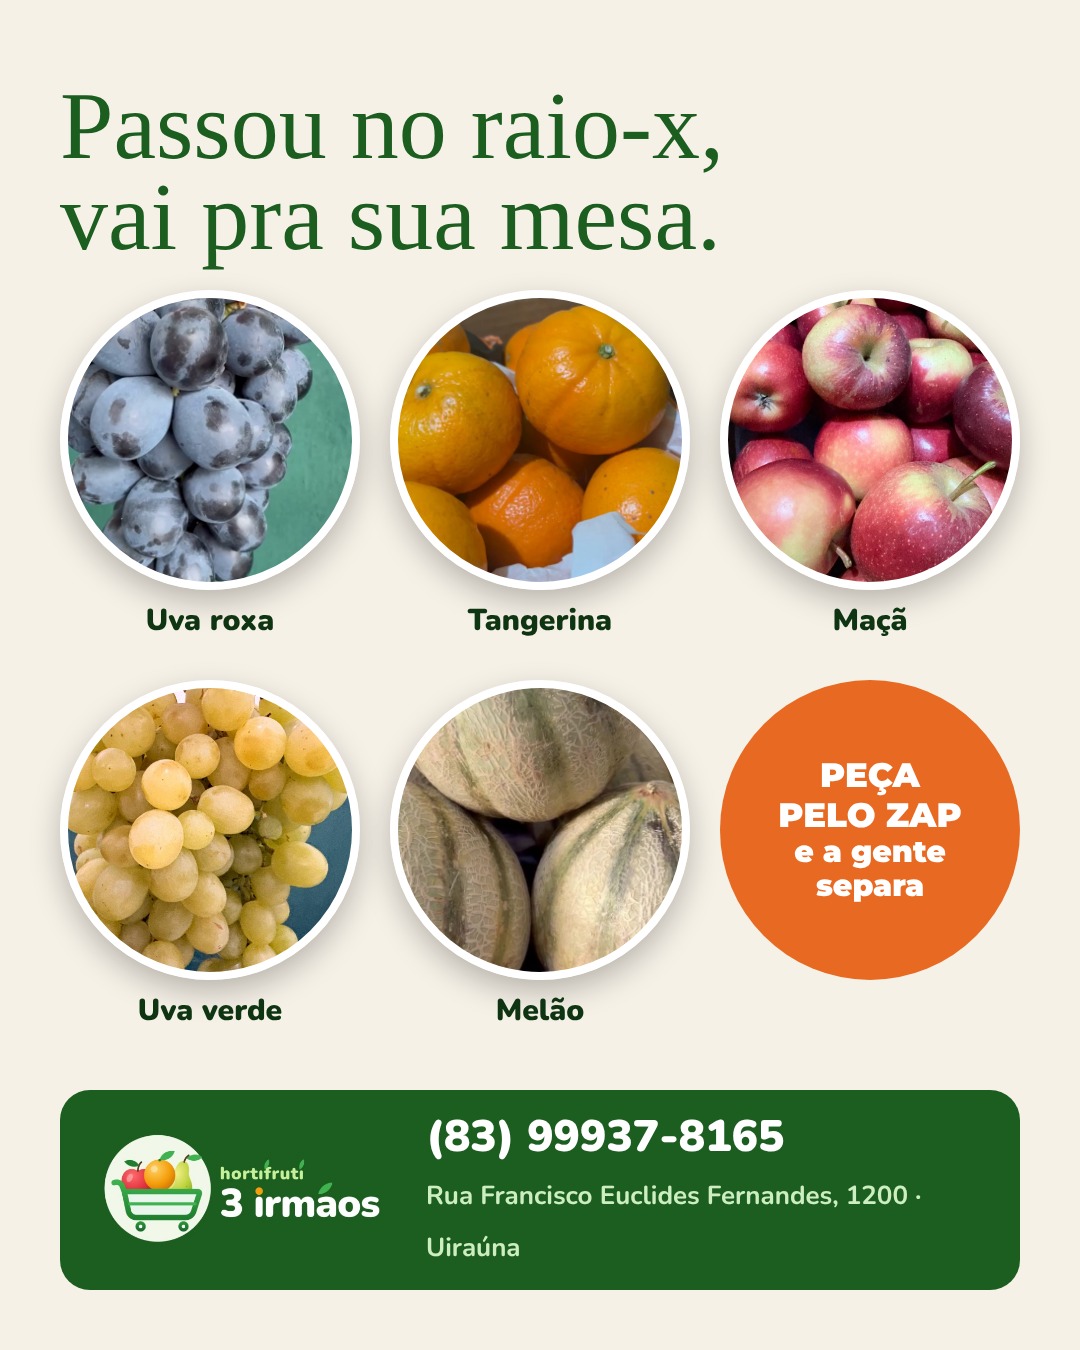 Passou no raio-x,
vai pra sua mesa.
Uva roxa
Tangerina
Maçã
Uva verde
Melão
PEÇA
PELO ZAP
e a gente
separa
hortifruti
3 irmãos
(83) 99937-8165
Rua Francisco Euclides Fernandes, 1200 ·
Uiraúna